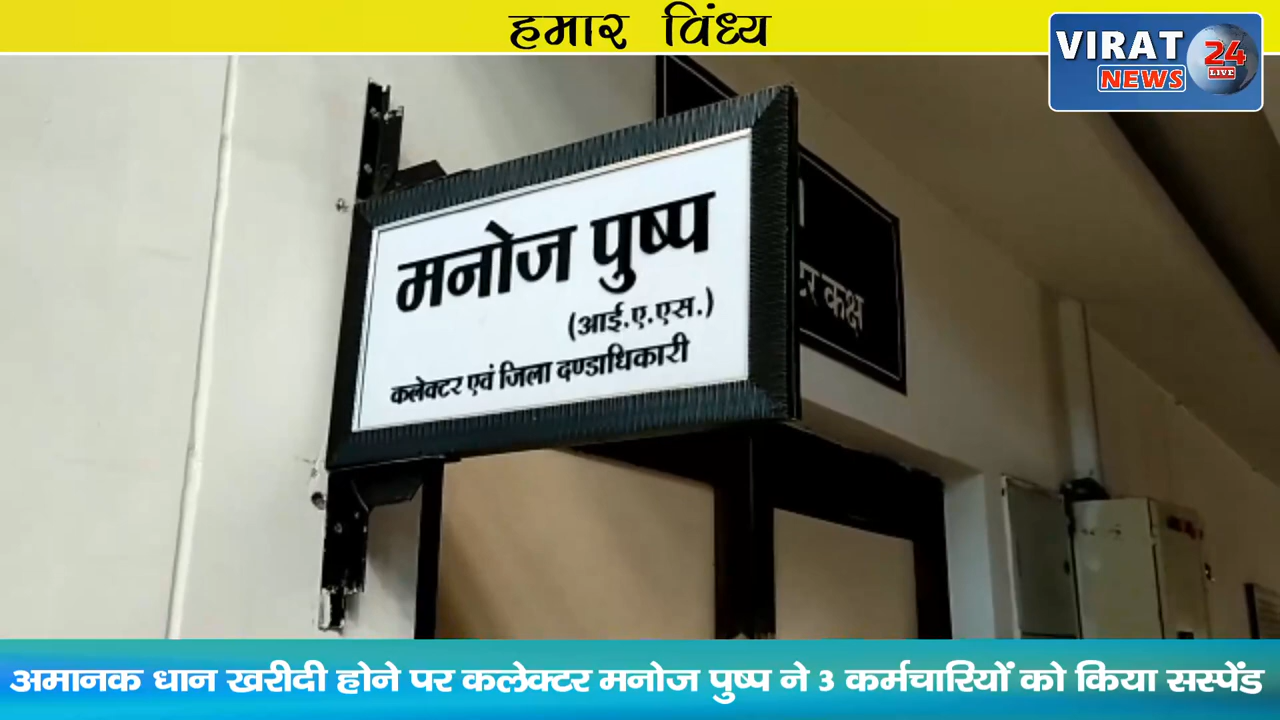 हमार विंध्य
VIRAT
24
LIVE
NEWS
मनोज पुष्प
(आई.ए.एस.)
कलेक्टर एवं जिला दण्डाधिकारी
कक्ष
अमानक धान खरीदी होने पर कलेक्टर मनोज पुष्प ने 3 कर्मचारियों को किया सस्पेंड